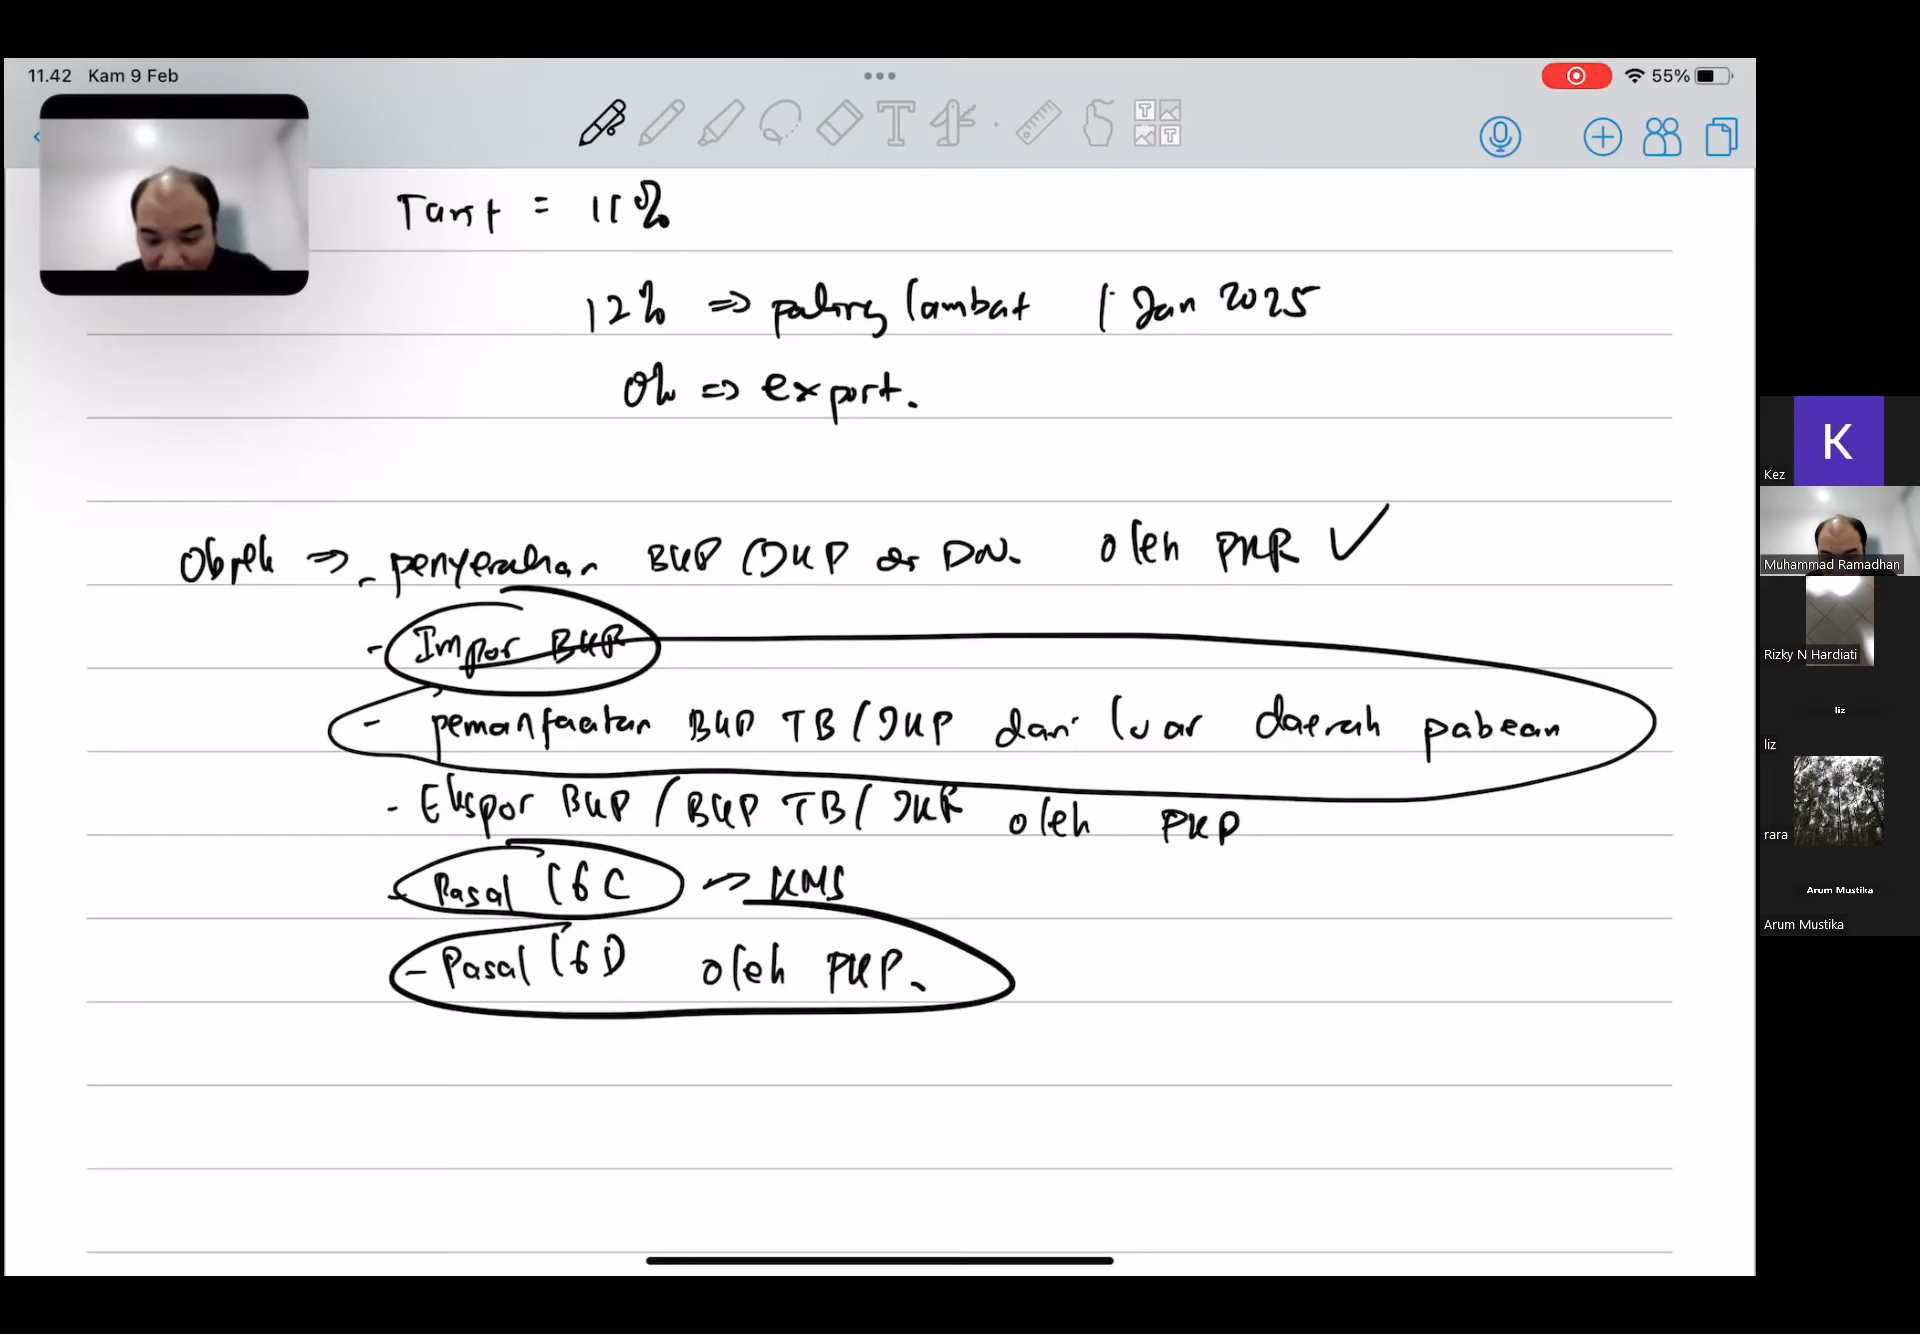 11.42 Kam 9 Feb
55%
Tarif = 11%
12% => paling lambat 1 Jan 2025
0% => export.
Objek => - penyerahan BKP/JKP di DN. oleh PKP ✓
- Impor BKP
- pemanfaatan BKP TB/JKP dari luar daerah pabean
- Ekspor BKP/BKP TB/JKP oleh PKP
- Pasal 16C -> KMS
- Pasal 16D oleh PKP.
K
Kez
Muhammad Ramadhan
Rizky N Hardiati
liz
liz
rara
Arum Mustika
Arum Mustika